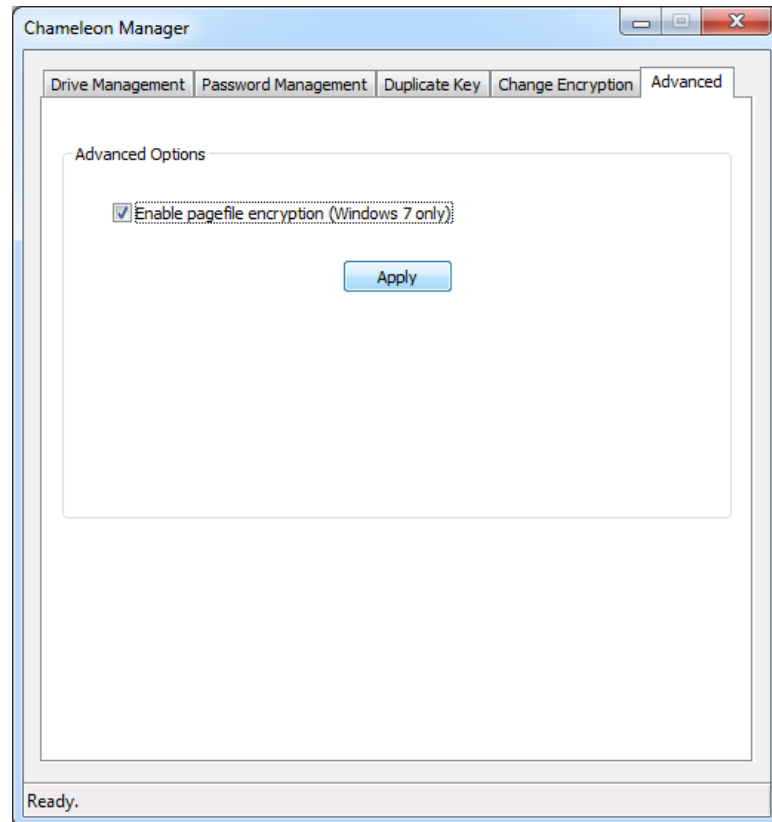 Chameleon Manager
Drive Management Password Management Duplicate Key Change Encryption Advanced
Advanced Options
Enable pagefile encryption (Windows 7 only)
Apply
Ready.